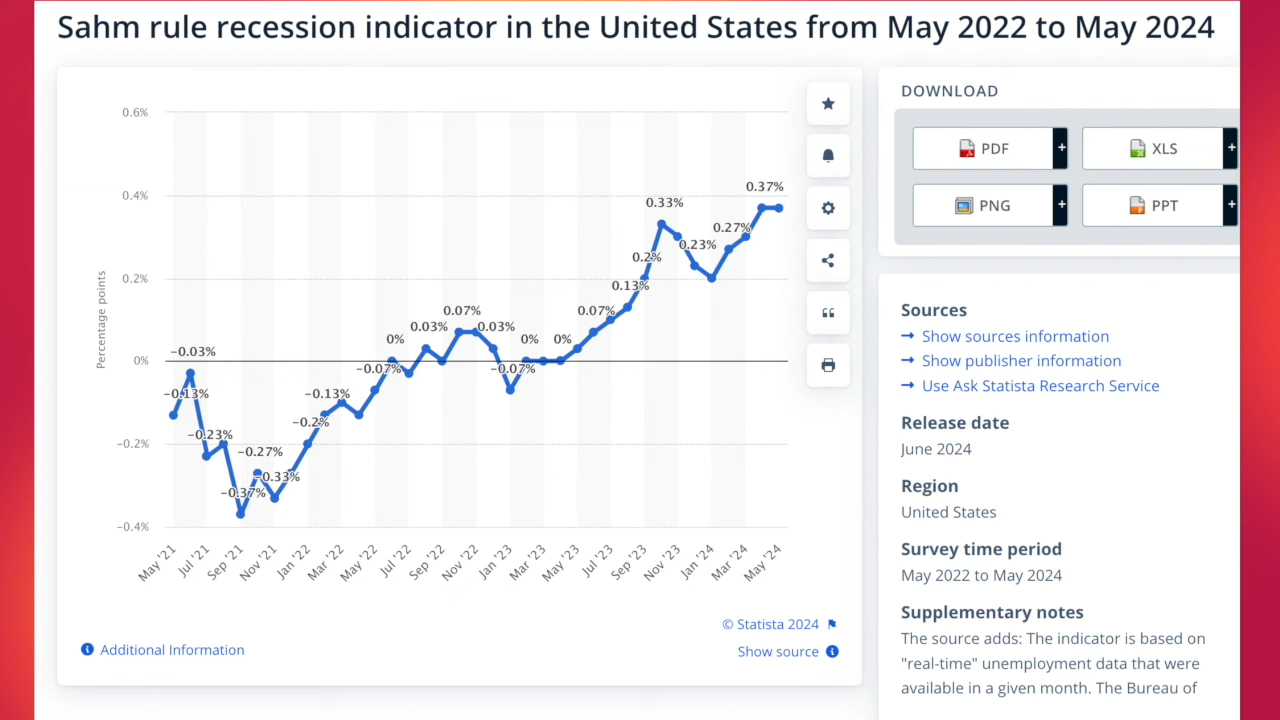 Sahm rule recession indicator in the United States from May 2022 to May 2024
0.6%
0.4%
0.2%
0%
−0.2%
−0.4%
Percentage points
−0.13%
−0.03%
−0.23%
−0.37%
−0.27%
−0.33%
−0.2%
−0.13%
−0.07%
0%
0.03%
0.07%
0.03%
−0.07%
0%
0%
0.07%
0.13%
0.2%
0.33%
0.23%
0.27%
0.37%
May '21
Jul '21
Sep '21
Nov '21
Jan '22
Mar '22
May '22
Jul '22
Sep '22
Nov '22
Jan '23
Mar '23
May '23
Jul '23
Sep '23
Nov '23
Jan '24
Mar '24
May '24
© Statista 2024
Additional Information
Show source
DOWNLOAD
PDF +
XLS +
PNG +
PPT +
Sources
→ Show sources information
→ Show publisher information
→ Use Ask Statista Research Service
Release date
June 2024
Region
United States
Survey time period
May 2022 to May 2024
Supplementary notes
The source adds: The indicator is based on
"real-time" unemployment data that were
available in a given month. The Bureau of